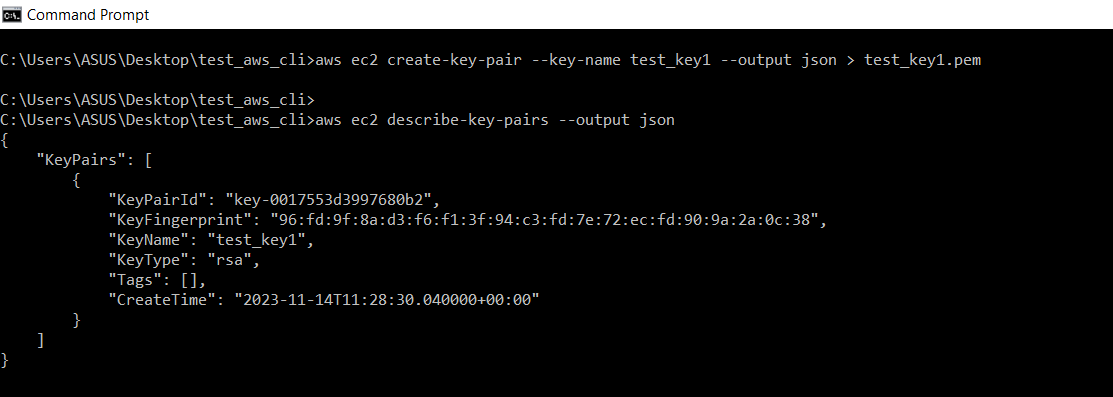 Command Prompt
C:\Users\ASUS\Desktop\test_aws_cli>aws ec2 create-key-pair --key-name test_key1 --output json > test_key1.pem
C:\Users\ASUS\Desktop\test_aws_cli>
C:\Users\ASUS\Desktop\test_aws_cli>aws ec2 describe-key-pairs --output json
{
    "KeyPairs": [
        {
            "KeyPairId": "key-0017553d3997680b2",
            "KeyFingerprint": "96:fd:9f:8a:d3:f6:f1:3f:94:c3:fd:7e:72:ec:fd:90:9a:2a:0c:38",
            "KeyName": "test_key1",
            "KeyType": "rsa",
            "Tags": [],
            "CreateTime": "2023-11-14T11:28:30.040000+00:00"
        }
    ]
}